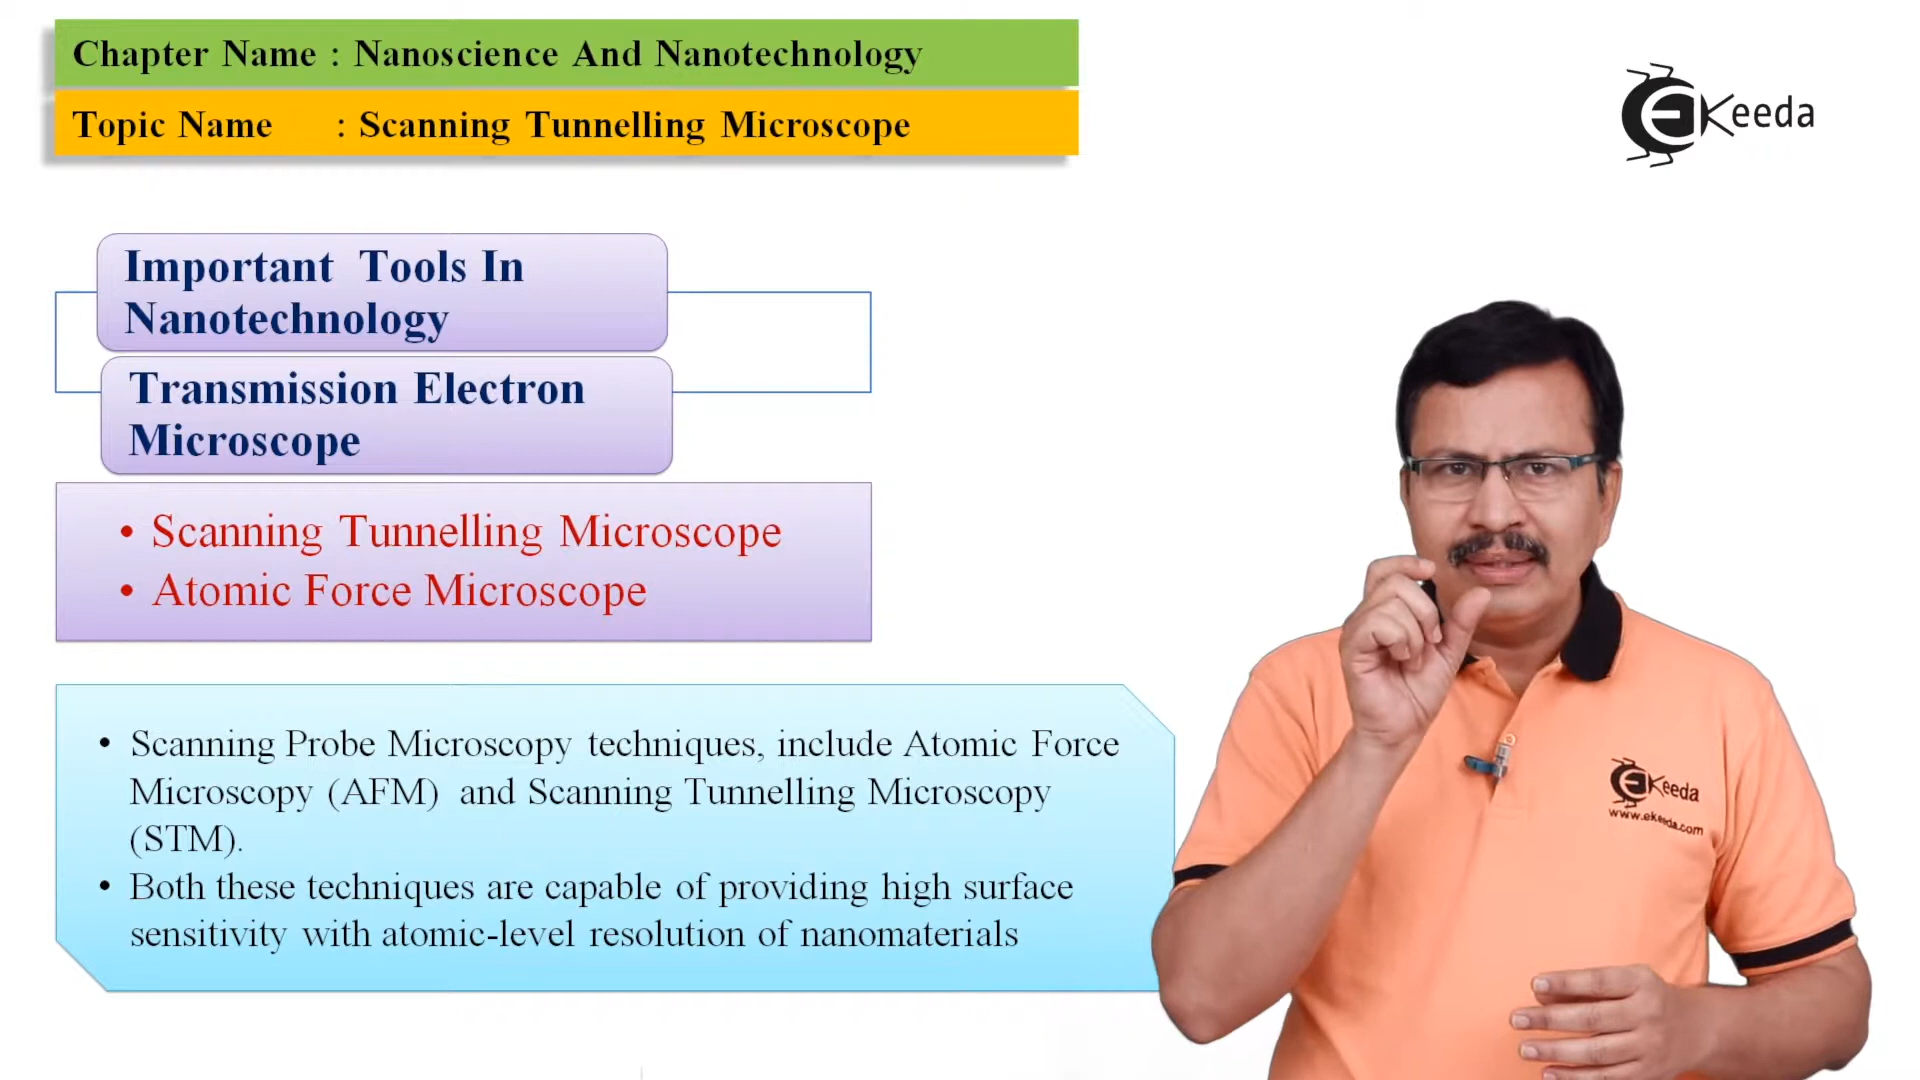 Chapter Name : Nanoscience And Nanotechnology
Topic Name : Scanning Tunnelling Microscope
EKeeda
Important Tools In
Nanotechnology
Transmission Electron
Microscope
• Scanning Tunnelling Microscope
• Atomic Force Microscope
• Scanning Probe Microscopy techniques, include Atomic Force
Microscopy (AFM) and Scanning Tunnelling Microscopy
(STM).
• Both these techniques are capable of providing high surface
sensitivity with atomic-level resolution of nanomaterials
EKeeda
www.ekeeda.com